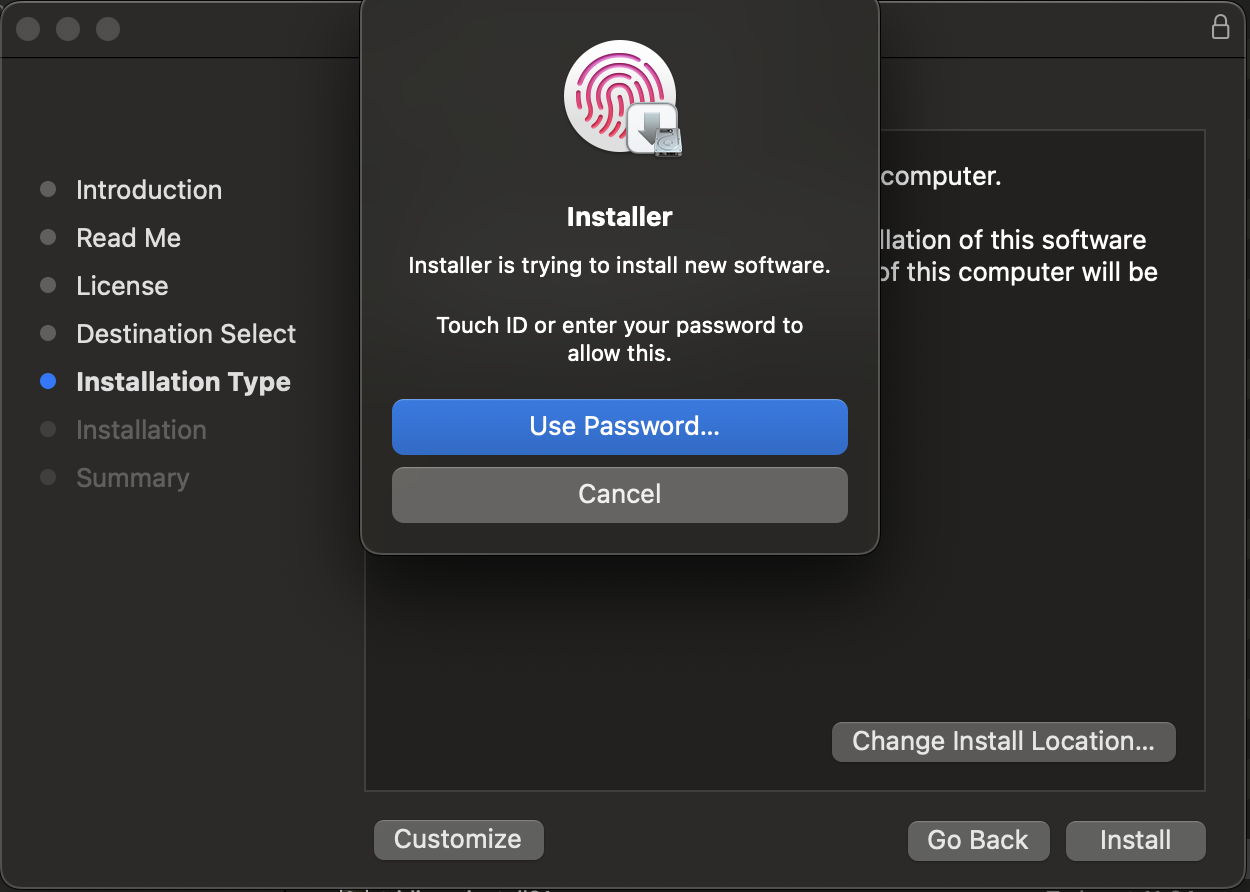 Installer
Installer is trying to install new software.
Touch ID or enter your password to
allow this.
Use Password...
Cancel
Introduction
Read Me
License
Destination Select
Installation Type
Installation
Summary
computer.
of this software
of this computer will be
Change Install Location...
Customize
Go Back
Install